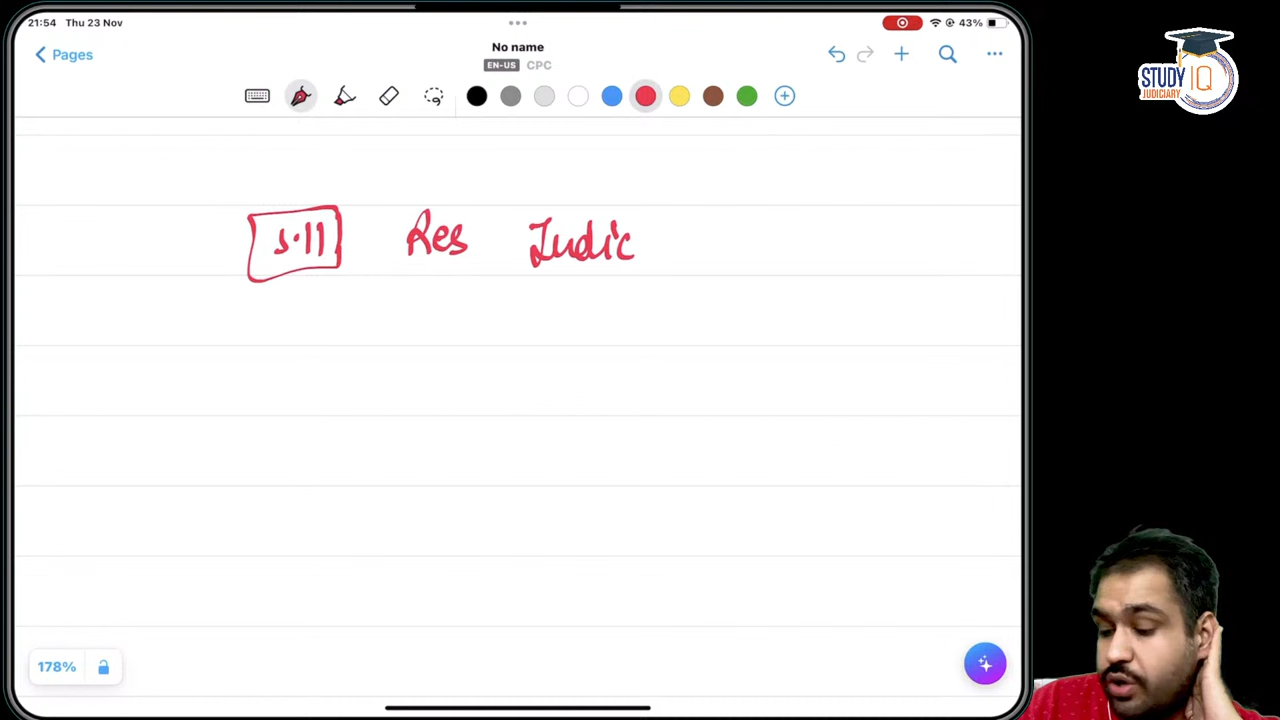 21:54 Thu 23 Nov
43%
Pages
No name
EN-US CPC
STUDY IQ
JUDICIARY
S.11 Res Judic
178%